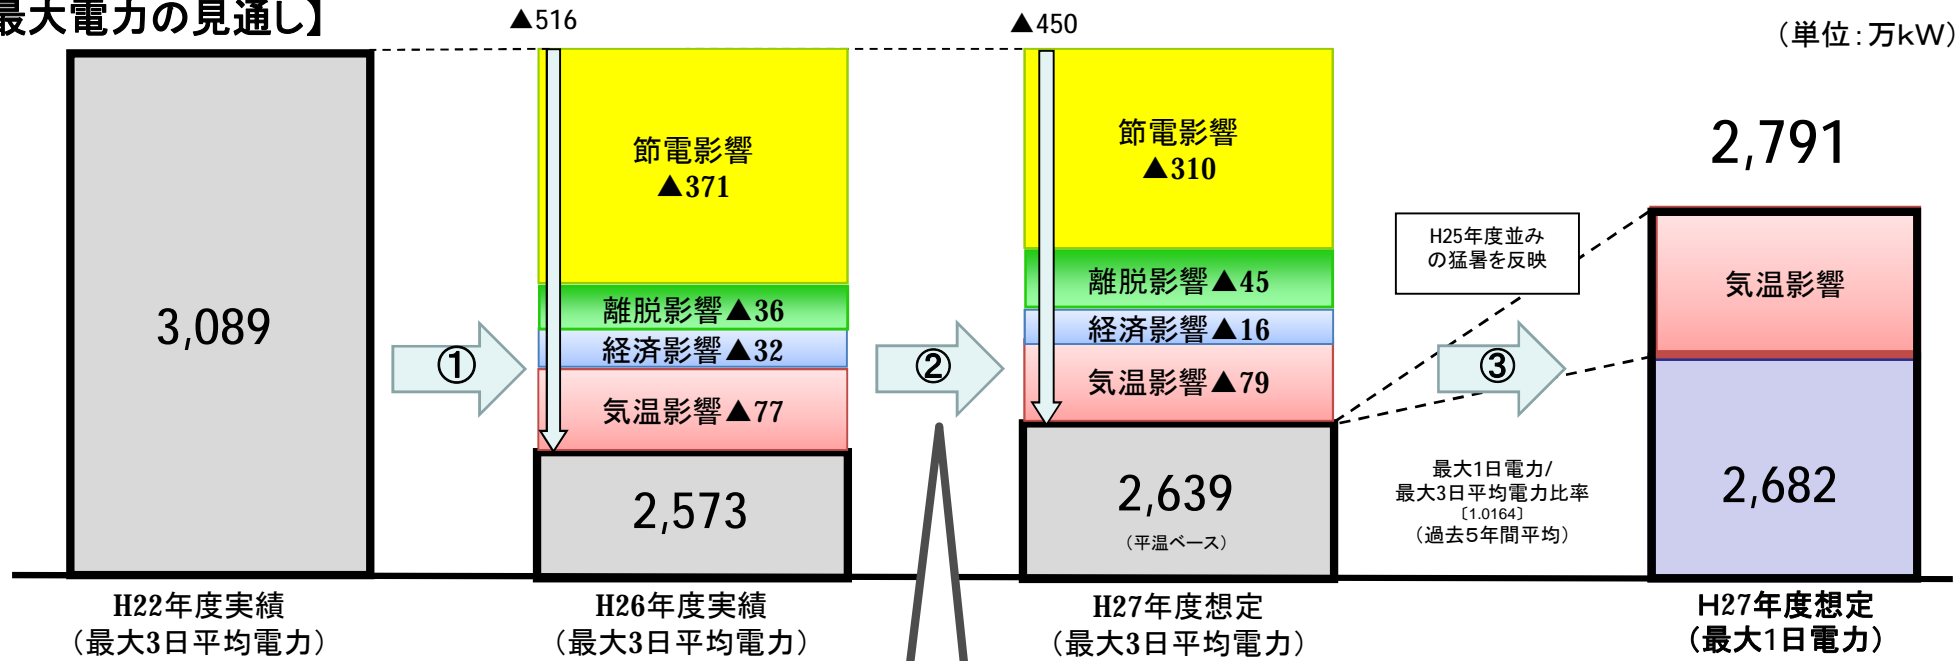 最大電力の見通し】
（単位：万kW）
▲516
▲450
3,089
H22年度実績
（最大3日平均電力）
①
節電影響
▲371
離脱影響▲36
経済影響▲32
気温影響▲77
2,573
H26年度実績
（最大3日平均電力）
②
節電影響
▲310
離脱影響▲45
経済影響▲16
気温影響▲79
2,639
（平温ベース）
H27年度想定
（最大3日平均電力）
H25年度並み
の猛暑を反映
③
最大1日電力/
最大3日平均電力比率
〔1.0164〕
（過去5年間平均）
2,791
気温影響
2,682
H27年度想定
（最大1日電力）